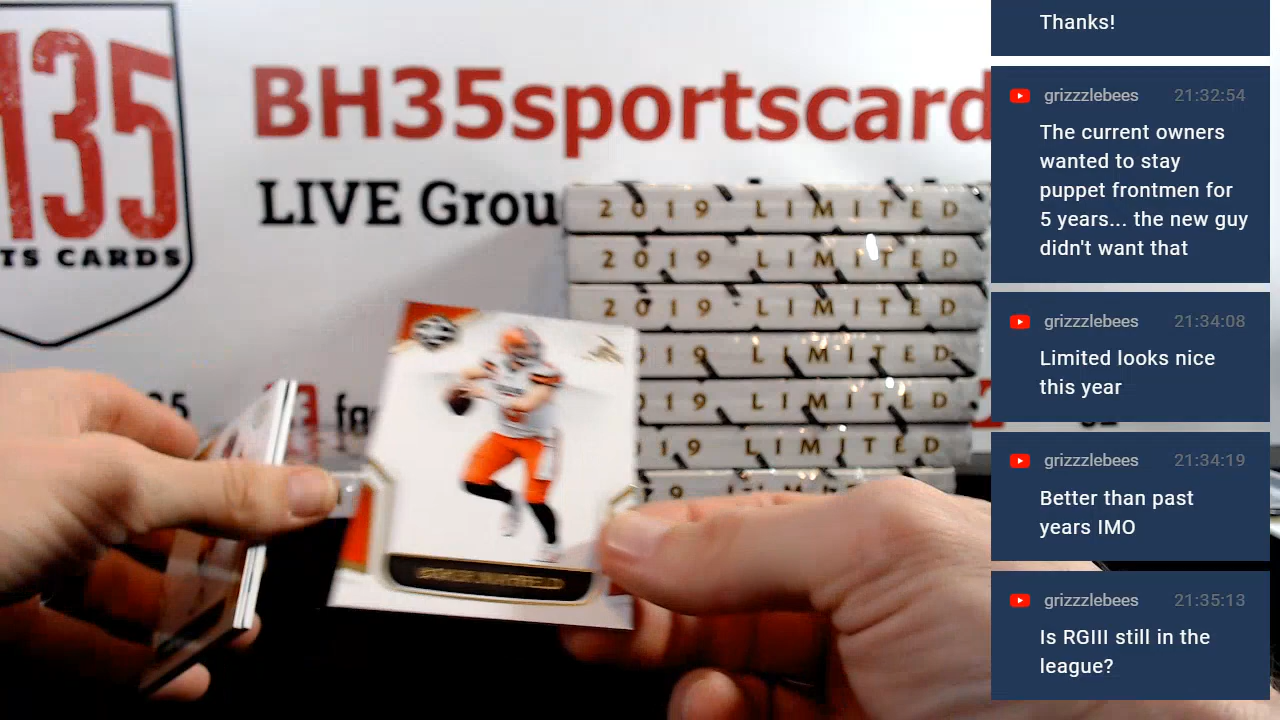 135
TS CARDS
BH35sportscard
LIVE Grou
2019 LIMITED
2019 LIMITED
2019 LIMITED
019 LIMITED
019 LIMITED
019 LIMITED
Thanks!
grizzzlebees 21:32:54
The current owners
wanted to stay
puppet frontmen for
5 years... the new guy
didn't want that
grizzzlebees 21:34:08
Limited looks nice
this year
grizzzlebees 21:34:19
Better than past
years IMO
grizzzlebees 21:35:13
Is RGIII still in the
league?